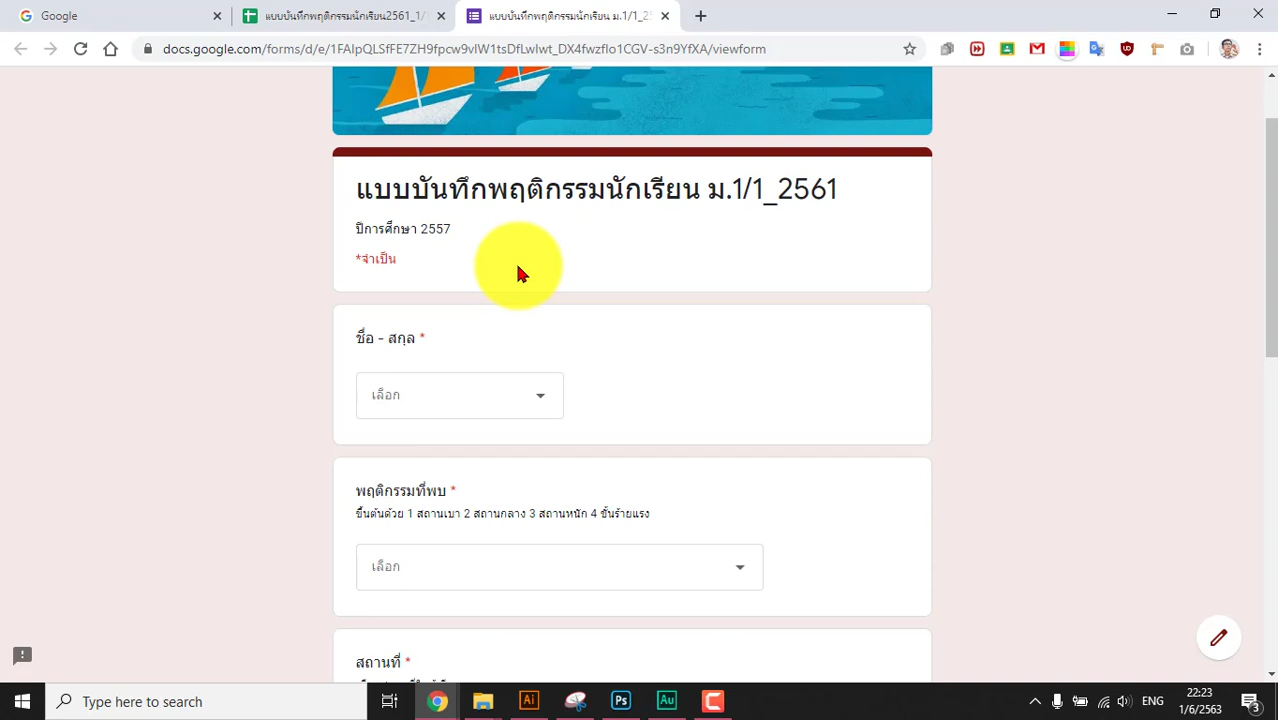 Google
แบบบันทึกพฤติกรรมนักเรียน2561_1/
แบบบันทึกพฤติกรรมนักเรียน ม.1/1_25
docs.google.com/forms/d/e/1FAIpQLSfFE7ZH9fpcw9vIW1tsDfLwIwt_DX4fwzfIo1CGV-s3n9YfXA/viewform
แบบบันทึกพฤติกรรมนักเรียน ม.1/1_2561
ปีการศึกษา 2557
*จำเป็น
ชื่อ - สกุล *
เลือก
พฤติกรรมที่พบ *
ขึ้นต้นด้วย 1 สถานเบา 2 สถานกลาง 3 สถานหนัก 4 ขั้นร้ายแรง
เลือก
สถานที่ *
Type here to search
Ai
Ps
Au
ENG
22:23
1/6/2563
3